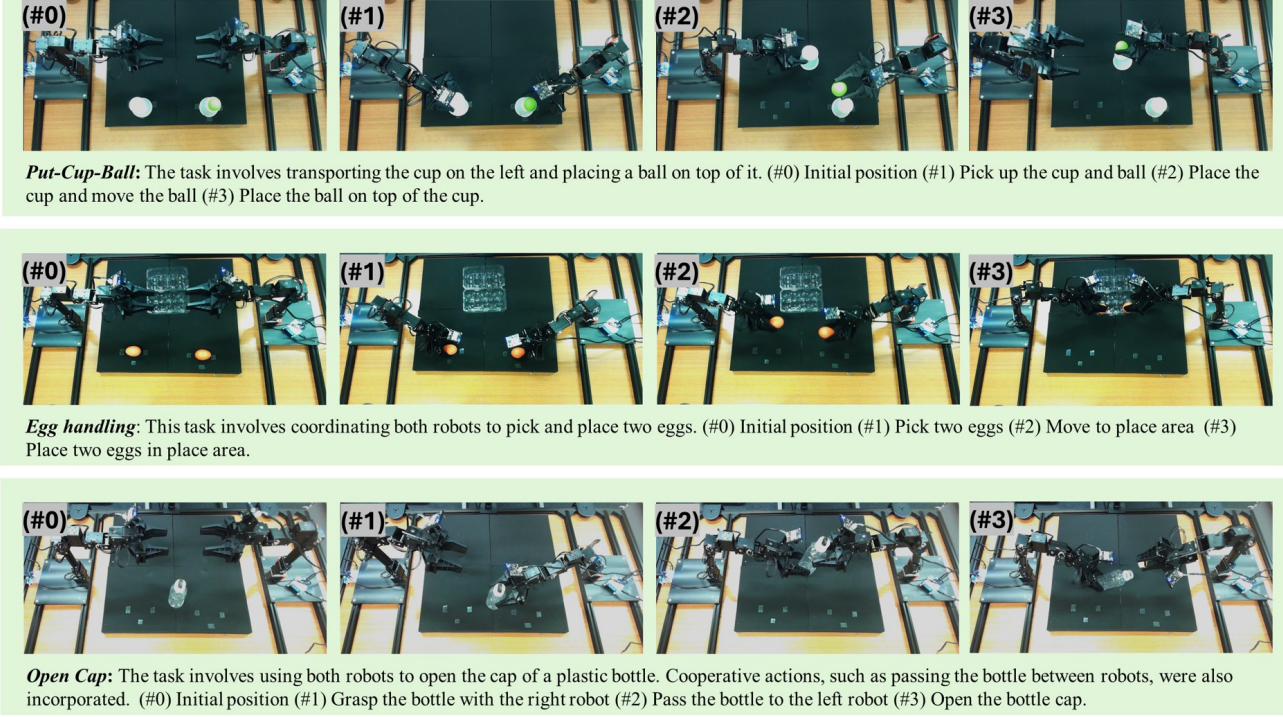 (#0) (#1) (#2) (#3)
Put-Cup-Ball: The task involves transporting the cup on the left and placing a ball on top of it. (#0) Initial position (#1) Pick up the cup and ball (#2) Place the
cup and move the ball (#3) Place the ball on top of the cup.
(#0) (#1) (#2) (#3)
Egg handling: This task involves coordinating both robots to pick and place two eggs. (#0) Initial position (#1) Pick two eggs (#2) Move to place area (#3)
Place two eggs in place area.
(#0) (#1) (#2) (#3)
Open Cap: The task involves using both robots to open the cap of a plastic bottle. Cooperative actions, such as passing the bottle between robots, were also
incorporated. (#0) Initial position (#1) Grasp the bottle with the right robot (#2) Pass the bottle to the left robot (#3) Open the bottle cap.